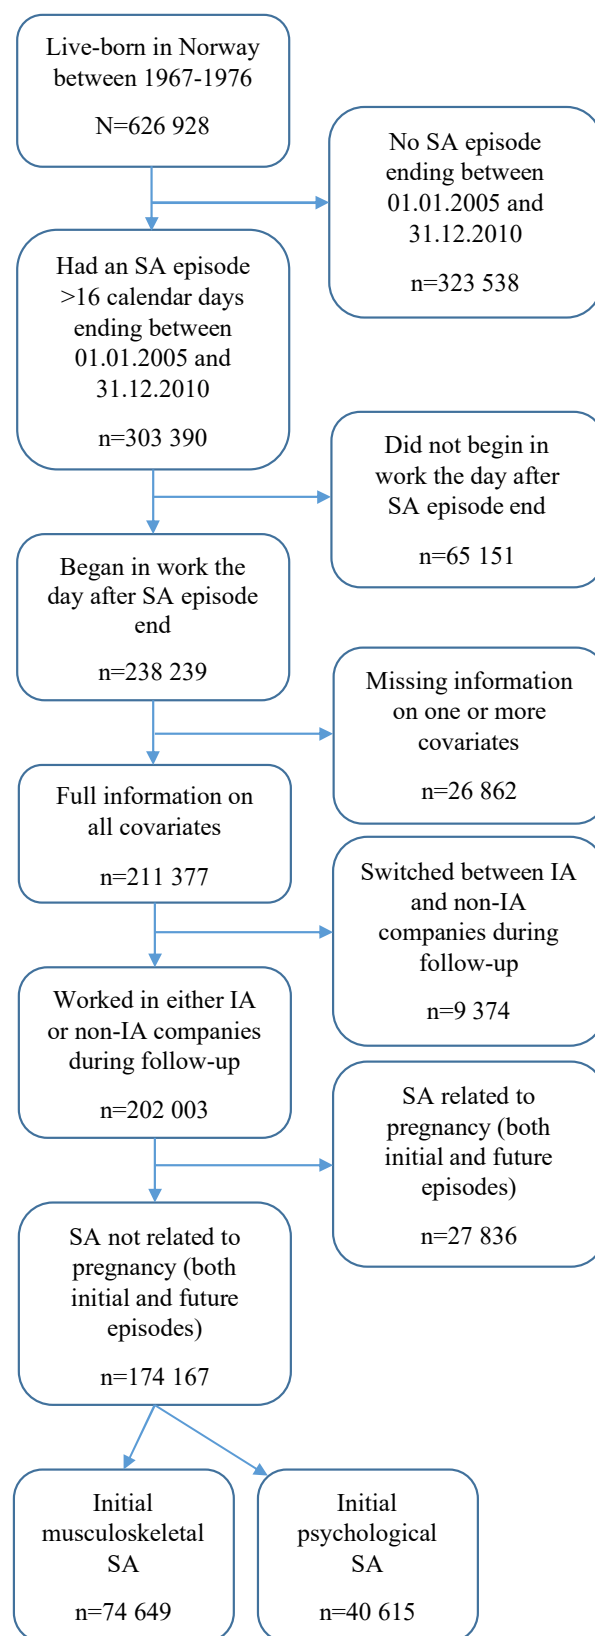 Live-born in Norway
between 1967-1976
N=626 928
No SA episode
ending between
01.01.2005 and
31.12.2010
n=323 538
Had an SA episode
>16 calendar days
ending between
01.01.2005 and
31.12.2010
n=303 390
Did not begin in
work the day after
SA episode end
n=65 151
Began in work the
day after SA episode
end
n=238 239
Missing information
on one or more
covariates
n=26 862
Full information on
all covariates
n=211 377
Switched between IA
and non-IA
companies during
follow-up
n=9 374
Worked in either IA
or non-IA companies
during follow-up
n=202 003
SA related to
pregnancy (both
initial and future
episodes)
n=27 836
SA not related to
pregnancy (both
initial and future
episodes)
n=174 167
Initial
musculoskeletal
SA
n=74 649
Initial
psychological
SA
n=40 615